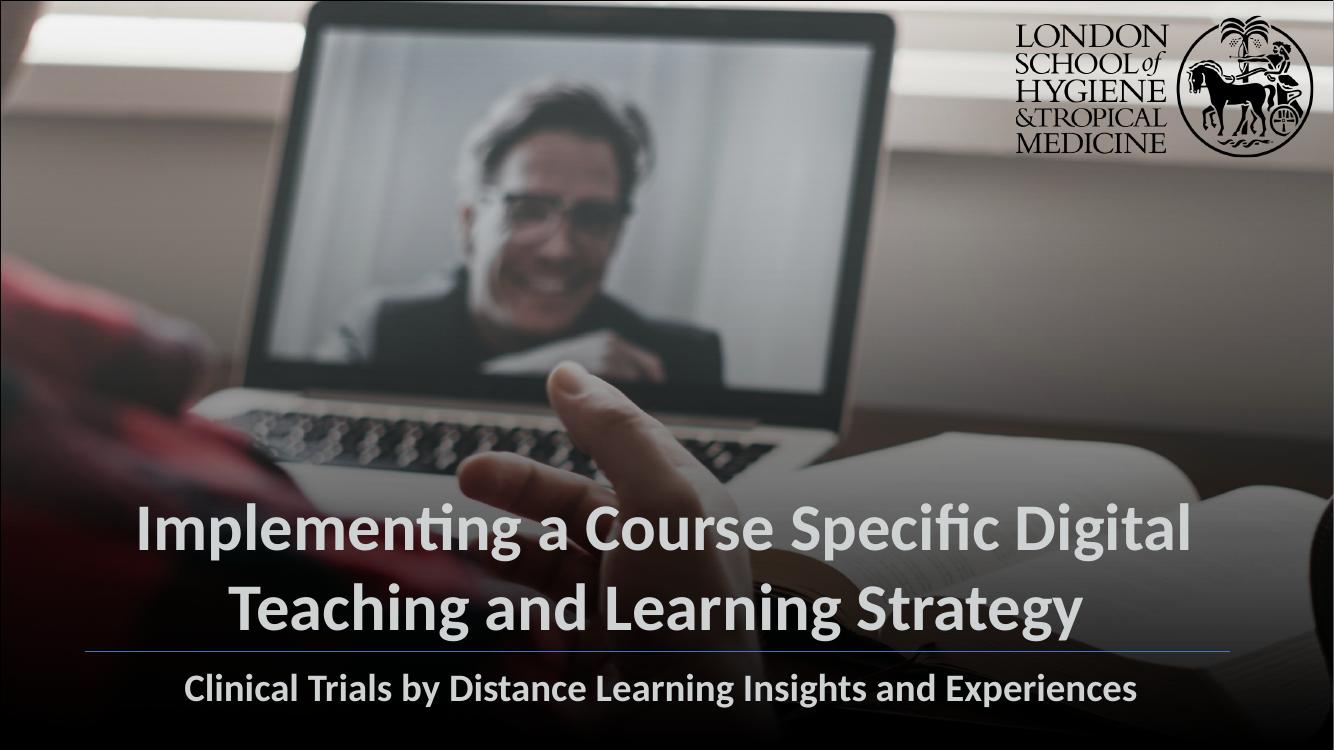 LONDON
SCHOOL of
HYGIENE
&TROPICAL
MEDICINE
Implementing a Course Specific Digital
Teaching and Learning Strategy
Clinical Trials by Distance Learning Insights and Experiences